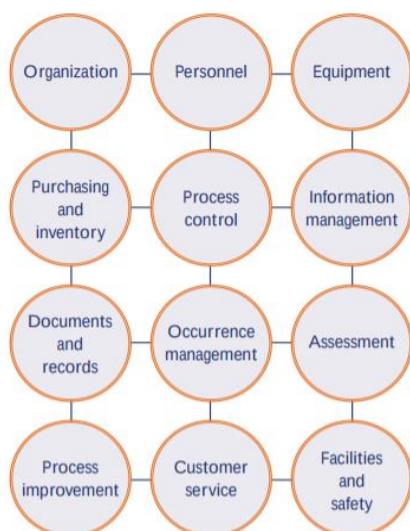 Organization
Personnel
Equipment
Purchasing
and
inventory
Process
control
Information
management
Documents
and
records
Occurrence
management
Assessment
Process
improvement
Customer
service
Facilities
and
safety